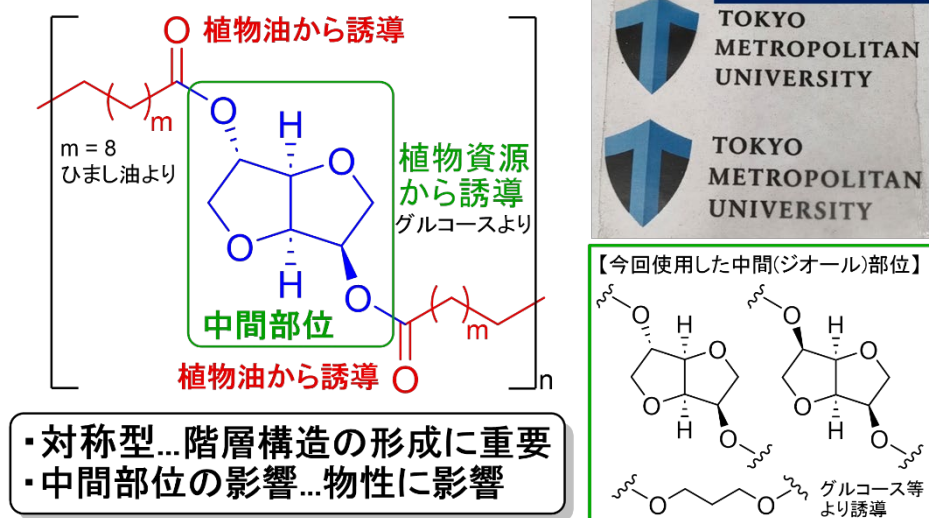 植物油から誘導
O
m
m = 8
ひまし油より
O
H
O
植物資源
から誘導
グルコースより
O
H
O
中間部位
m
植物油から誘導
O
n
・対称型...階層構造の形成に重要
・中間部位の影響...物性に影響
TOKYO
METROPOLITAN
UNIVERSITY
TOKYO
METROPOLITAN
UNIVERSITY
【今回使用した中間(ジオール)部位】
O
H
O
O
H
O
O
H
O
O
H
O
O
O
グルコース等
より誘導